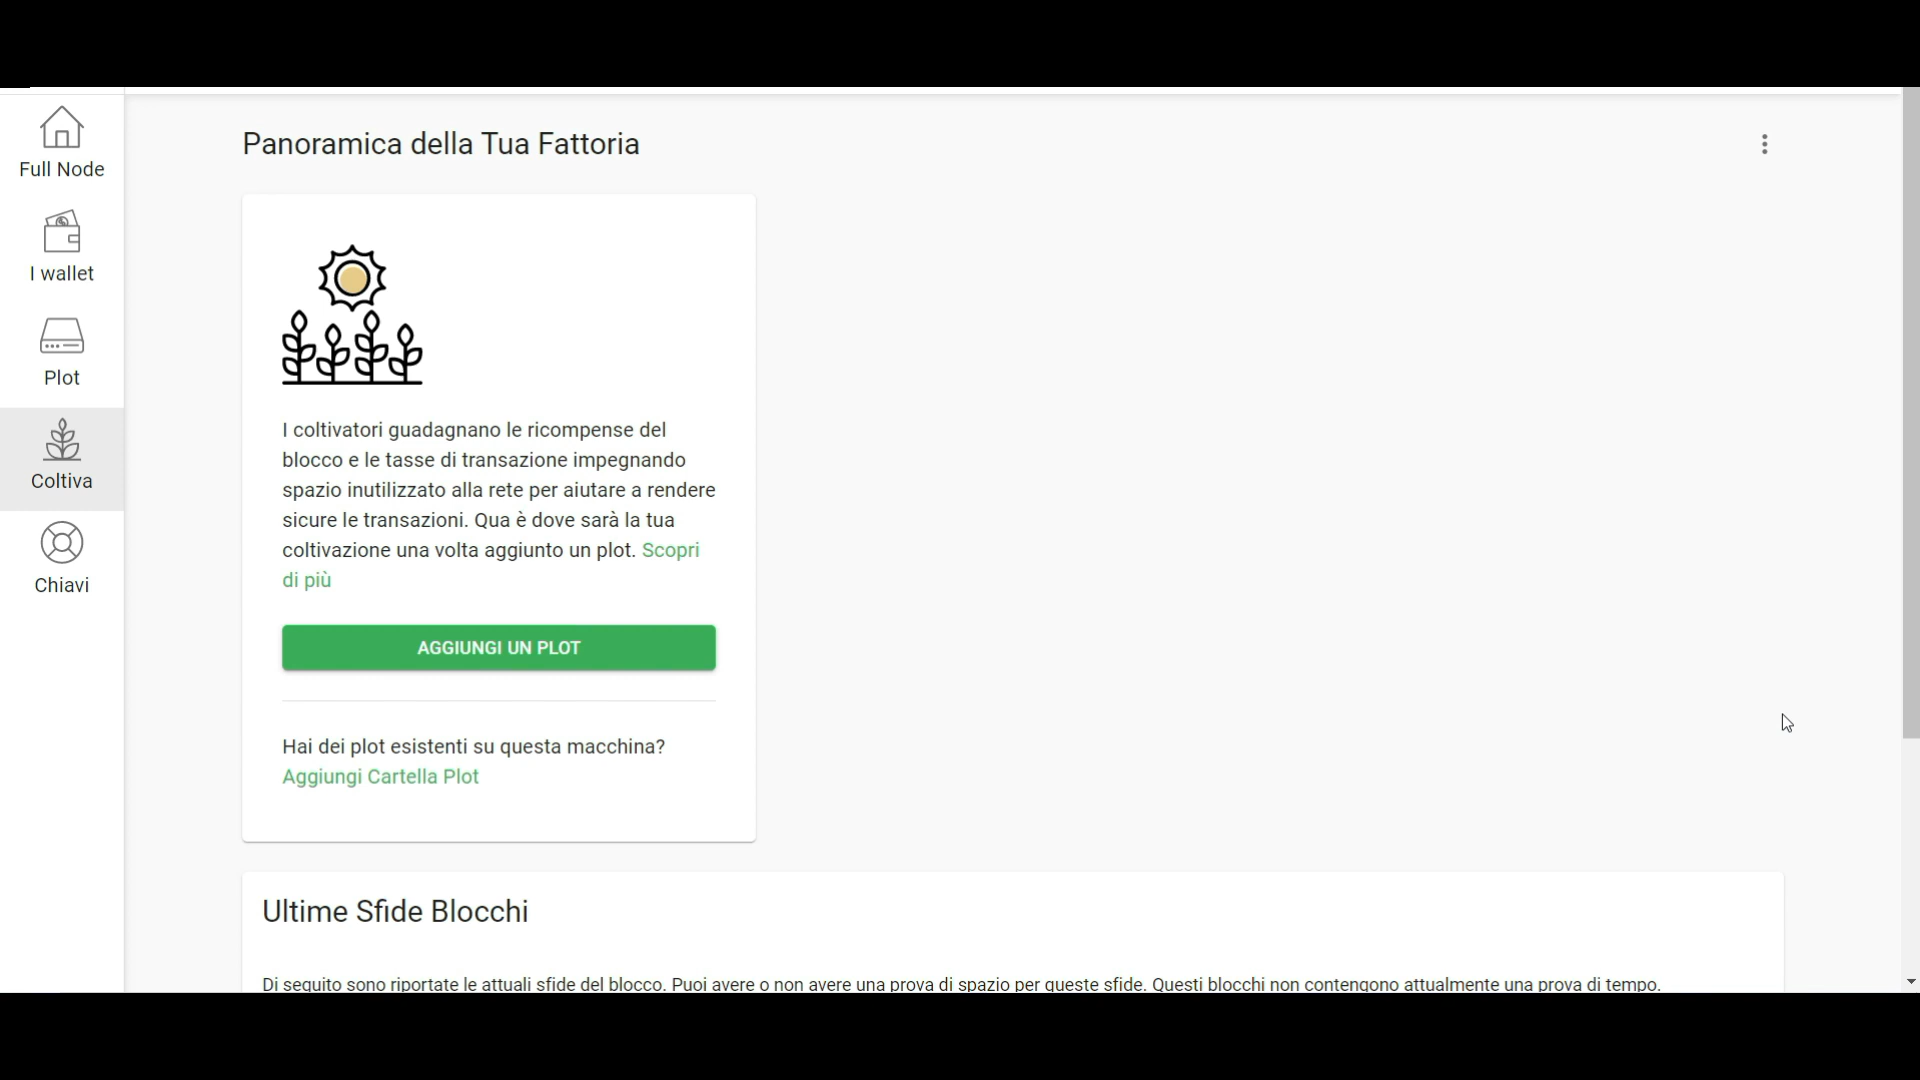 Full Node
I wallet
Plot
Coltiva
Chiavi
Panoramica della Tua Fattoria
I coltivatori guadagnano le ricompense del
blocco e le tasse di transazione impegnando
spazio inutilizzato alla rete per aiutare a rendere
sicure le transazioni. Qua è dove sarà la tua
coltivazione una volta aggiunto un plot. Scopri
di più
AGGIUNGI UN PLOT
Hai dei plot esistenti su questa macchina?
Aggiungi Cartella Plot
Ultime Sfide Blocchi
Di seguito sono riportate le attuali sfide del blocco. Puoi avere o non avere una prova di spazio per queste sfide. Questi blocchi non contengono attualmente una prova di tempo.